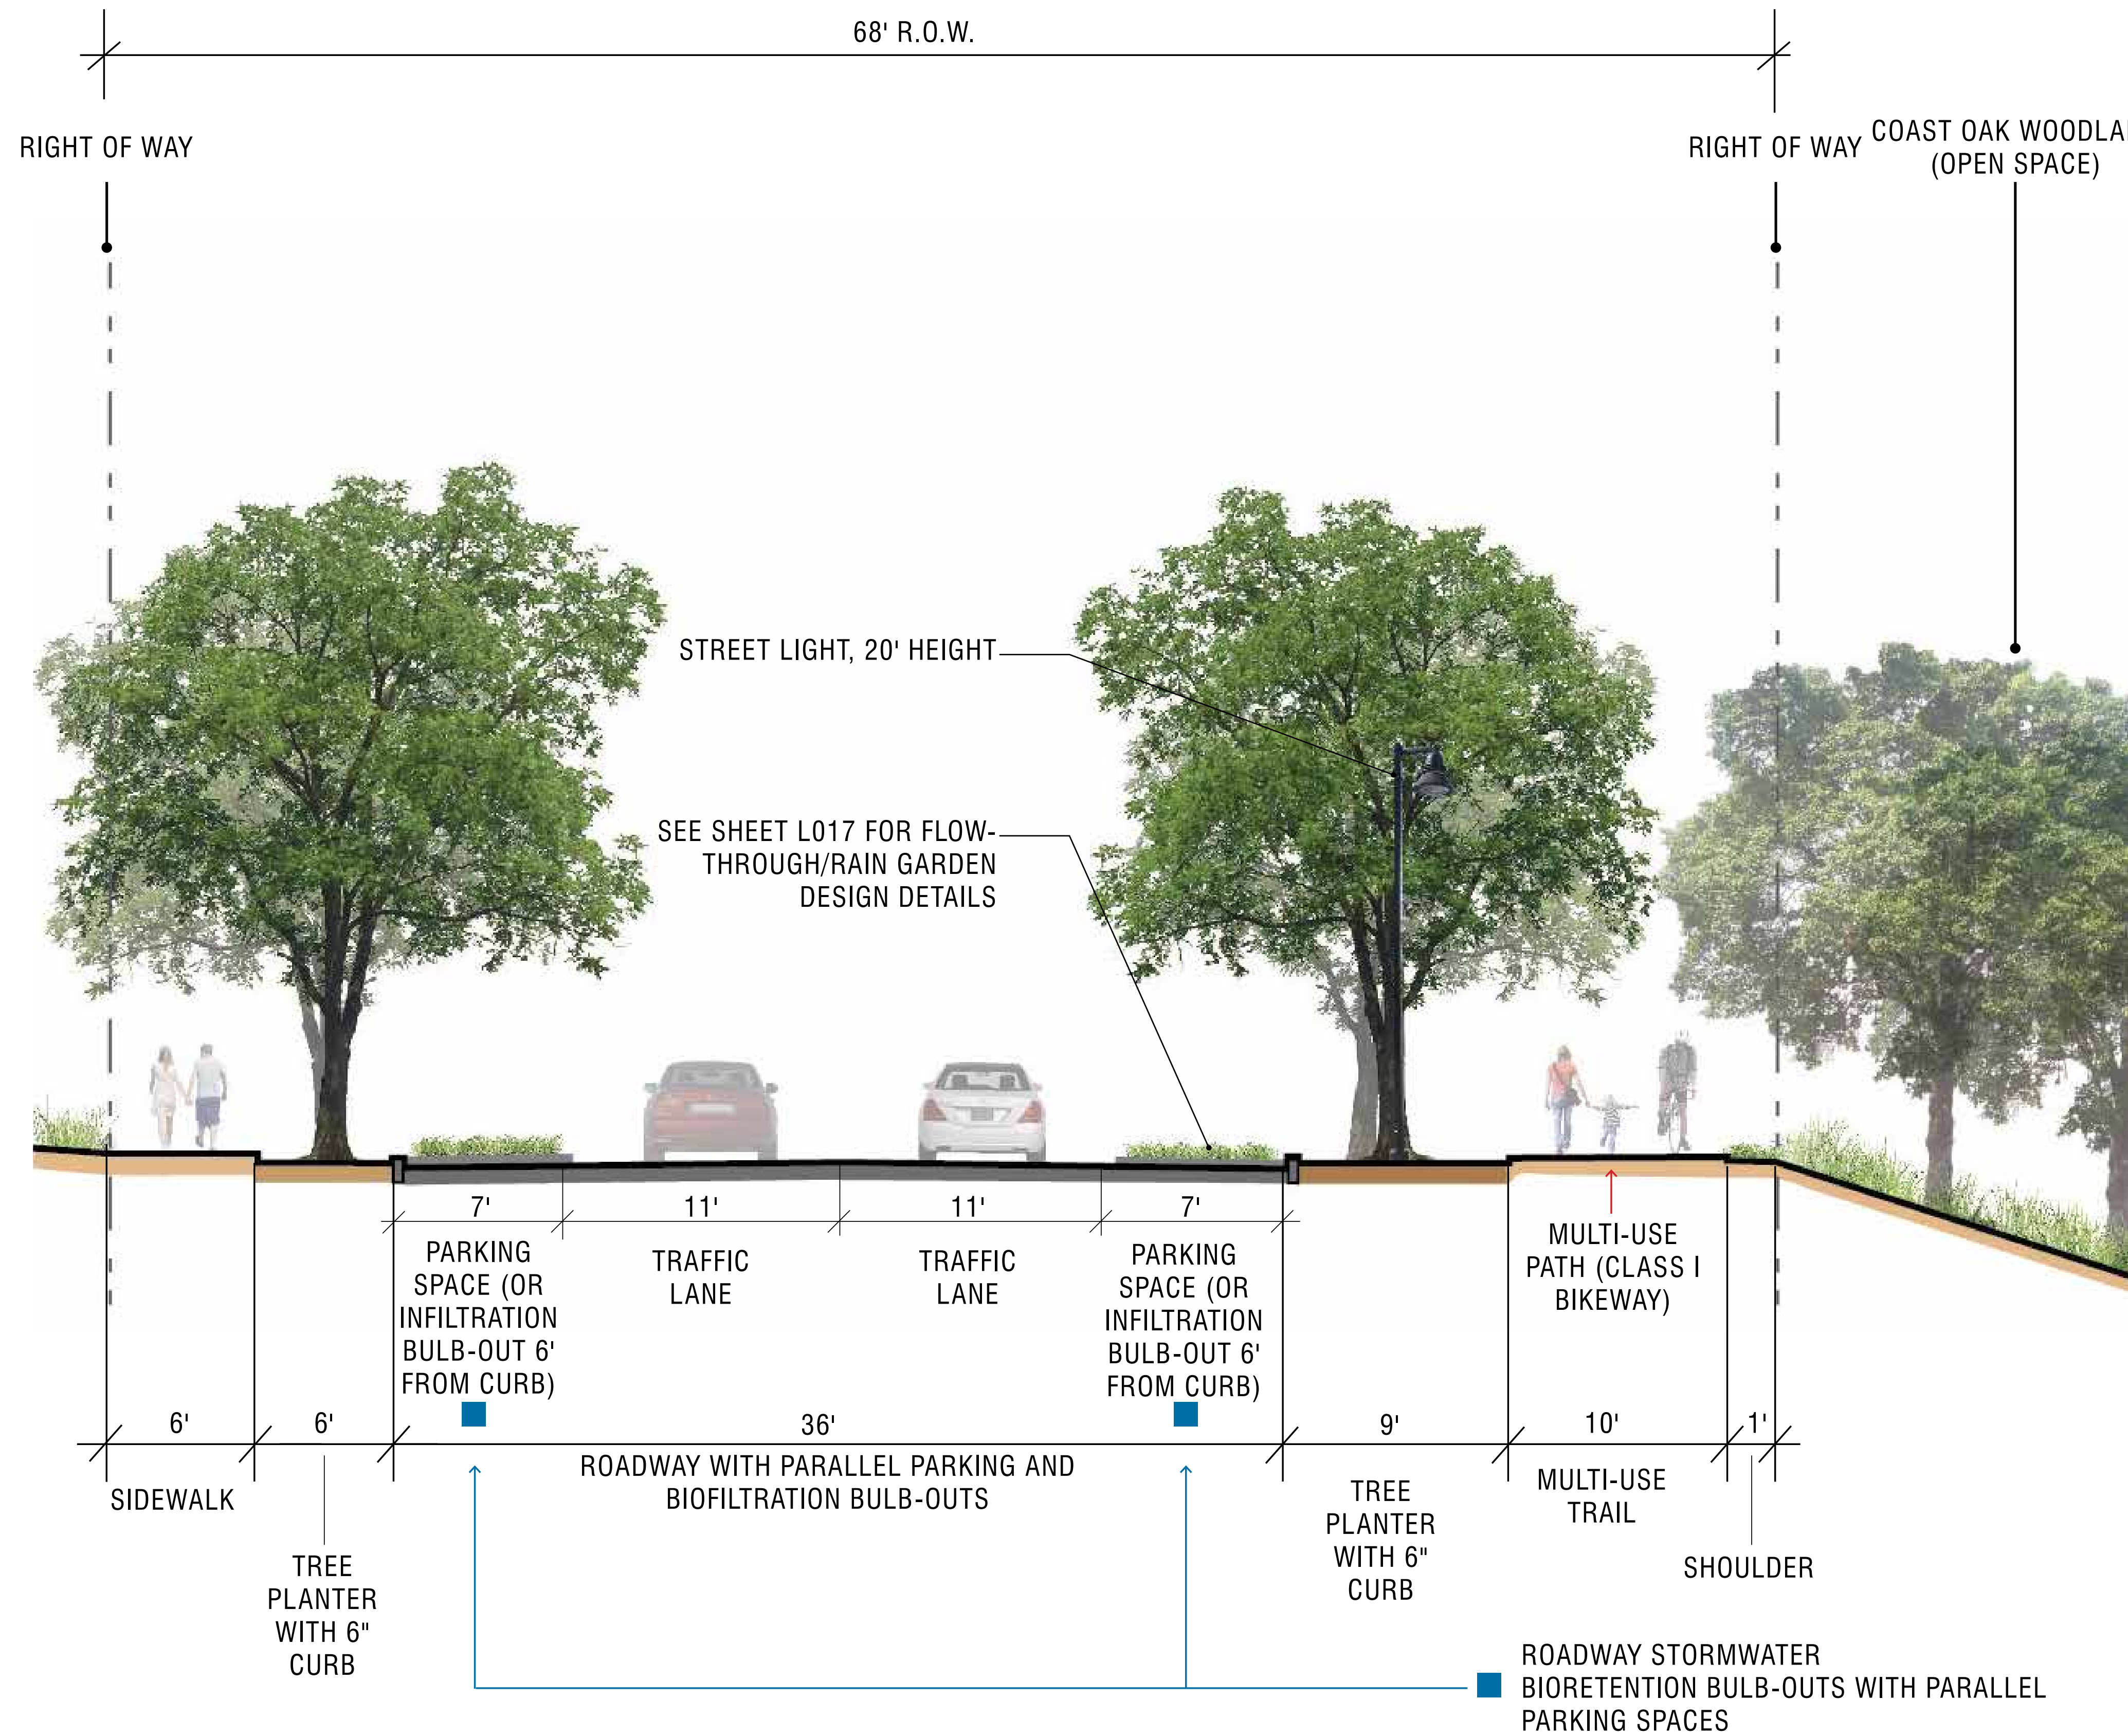 68' R.O.W.
RIGHT OF WAY
RIGHT OF WAY
COAST OAK WOODLA
(OPEN SPACE)
STREET LIGHT, 20' HEIGHT
SEE SHEET L017 FOR FLOW-
THROUGH/RAIN GARDEN
DESIGN DETAILS
7'
11'
11'
7'
PARKING
SPACE (OR
INFILTRATION
BULB-OUT 6'
FROM CURB)
TRAFFIC
LANE
TRAFFIC
LANE
PARKING
SPACE (OR
INFILTRATION
BULB-OUT 6'
FROM CURB)
MULTI-USE
PATH (CLASS I
BIKEWAY)
6'
6'
36'
9'
10'
1'
SIDEWALK
TREE
PLANTER
WITH 6"
CURB
ROADWAY WITH PARALLEL PARKING AND
BIOFILTRATION BULB-OUTS
TREE
PLANTER
WITH 6"
CURB
MULTI-USE
TRAIL
SHOULDER
ROADWAY STORMWATER
BIORETENTION BULB-OUTS WITH PARALLEL
PARKING SPACES